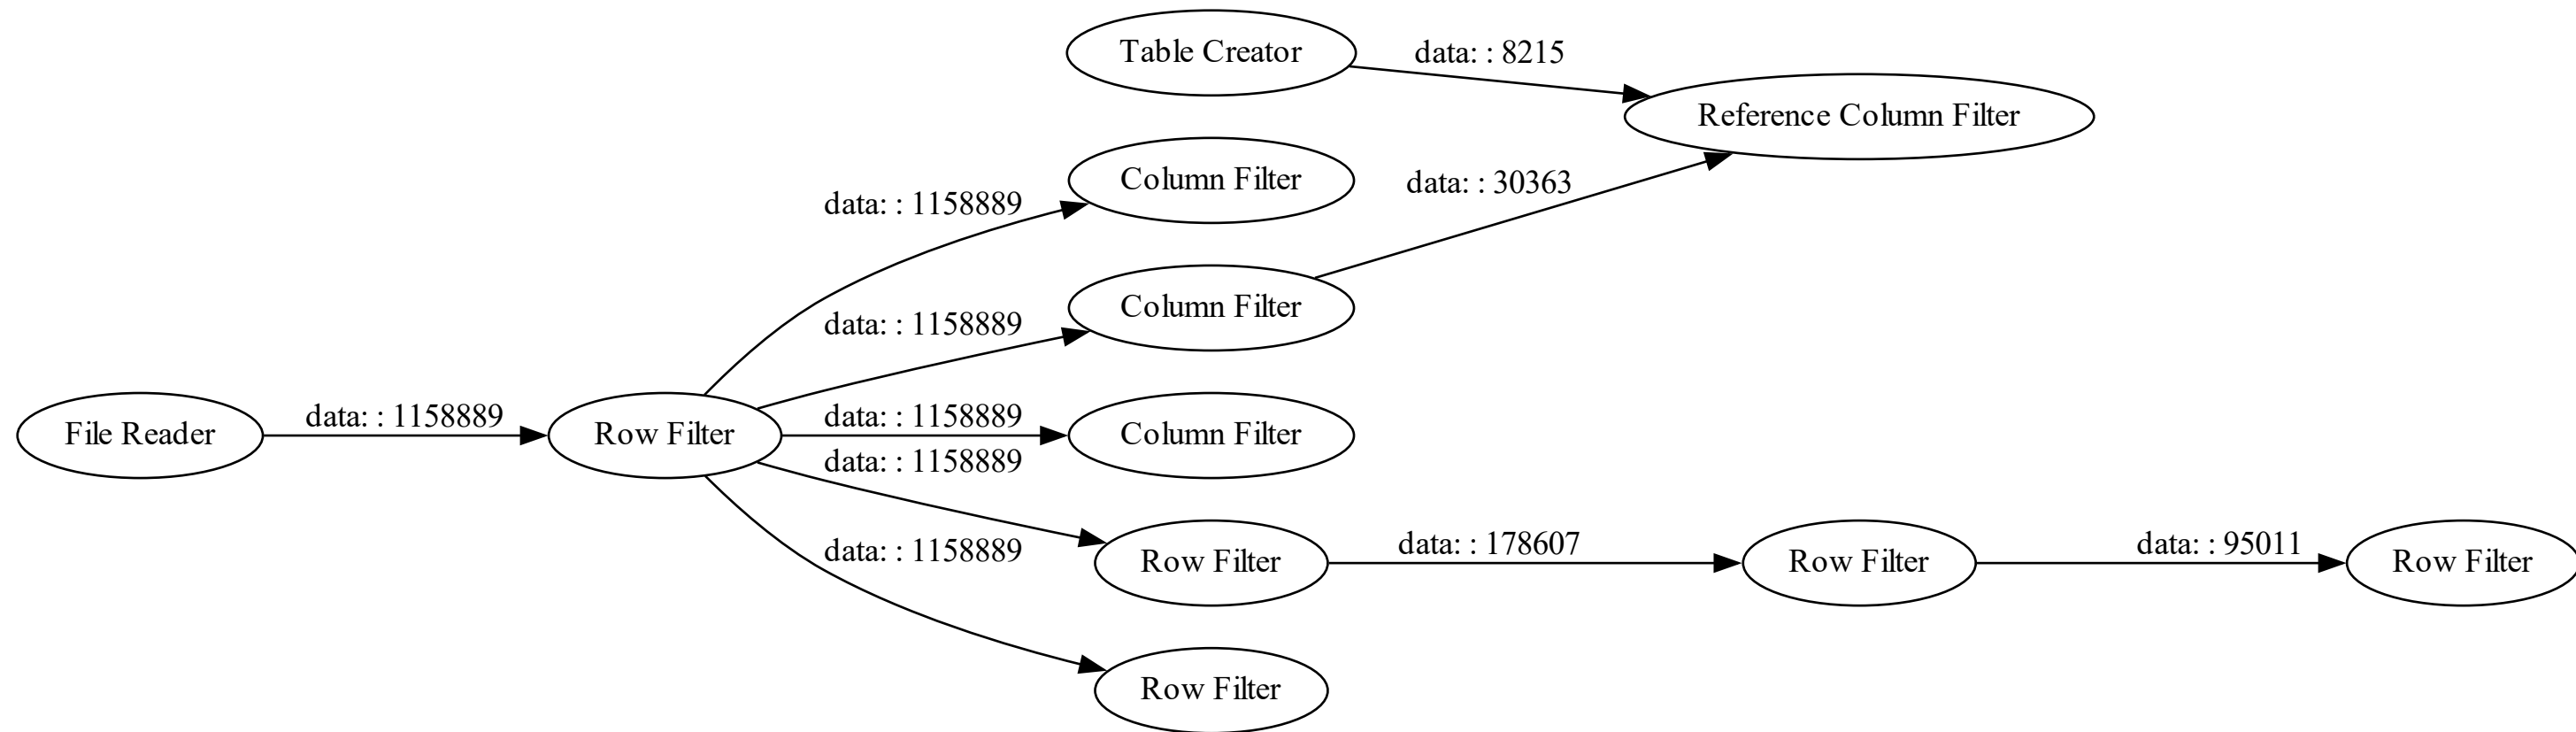 Table Creator
data: : 8215
Reference Column Filter
Column Filter
data: : 1158889
data: : 30363
Column Filter
data: : 1158889
File Reader
data: : 1158889
Row Filter
data: : 1158889
Column Filter
data: : 1158889
Row Filter
data: : 178607
Row Filter
data: : 95011
Row Filter
data: : 1158889
Row Filter